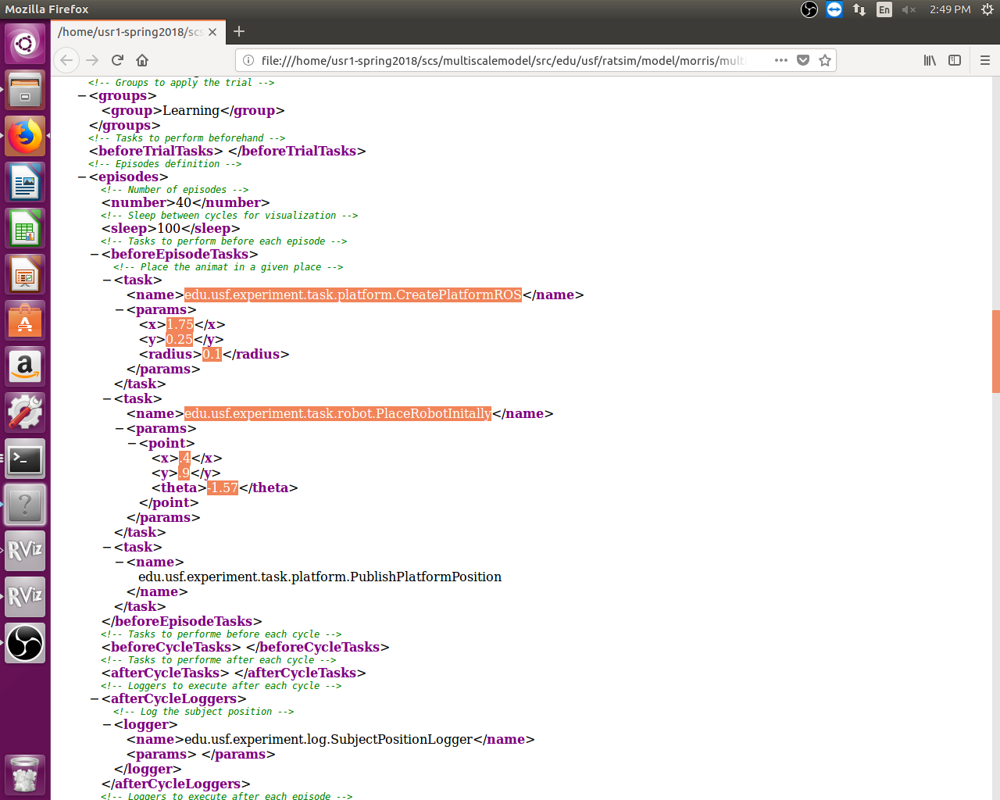 Mozilla Firefox
En
2:49 PM
/home/usr1-spring2018/scs
file:///home/usr1-spring2018/scs/multiscalemodel/src/edu/usf/ratsim/model/morris/mult
<!-- Groups to apply the trial -->
−<groups>
<group>Learning</group>
</groups>
<!-- Tasks to perform beforehand -->
<beforeTrialTasks> </beforeTrialTasks>
<!-- Episodes definition -->
−<episodes>
<!-- Number of episodes -->
<number>40</number>
<!-- Sleep between cycles for visualization -->
<sleep>100</sleep>
<!-- Tasks to perform before each episode -->
−<beforeEpisodeTasks>
<!-- Place the animat in a given place -->
−<task>
<name>edu.usf.experiment.task.platform.CreatePlatformROS</name>
−<params>
<x>1.75</x>
<y>0.25</y>
<radius>0.1</radius>
</params>
</task>
−<task>
<name>edu.usf.experiment.task.robot.PlaceRobotInitally</name>
−<params>
−<point>
<x>.4</x>
<y>.9</y>
<theta>-1.57</theta>
</point>
</params>
</task>
−<task>
−<name>
edu.usf.experiment.task.platform.PublishPlatformPosition
</name>
</task>
</beforeEpisodeTasks>
<!-- Tasks to performe before each cycle -->
<beforeCycleTasks> </beforeCycleTasks>
<!-- Tasks to performe after each cycle -->
<afterCycleTasks> </afterCycleTasks>
<!-- Loggers to execute after each cycle -->
−<afterCycleLoggers>
<!-- Log the subject position -->
−<logger>
<name>edu.usf.experiment.log.SubjectPositionLogger</name>
<params> </params>
</logger>
</afterCycleLoggers>
<!-- Loggers to execute after each episode -->
RViz
RViz